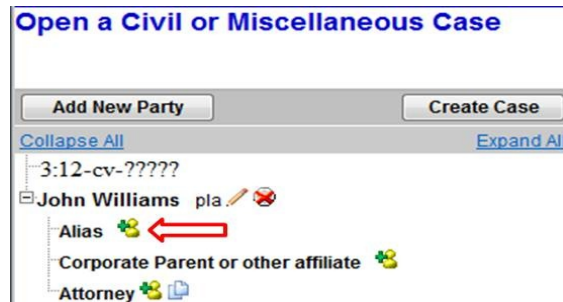 Open a Civil or Miscellaneous Case
Add New Party Create Case
Collapse All Expand Al
3:12-cv-?????
John Williams pla
Alias
Corporate Parent or other affiliate
Attorney